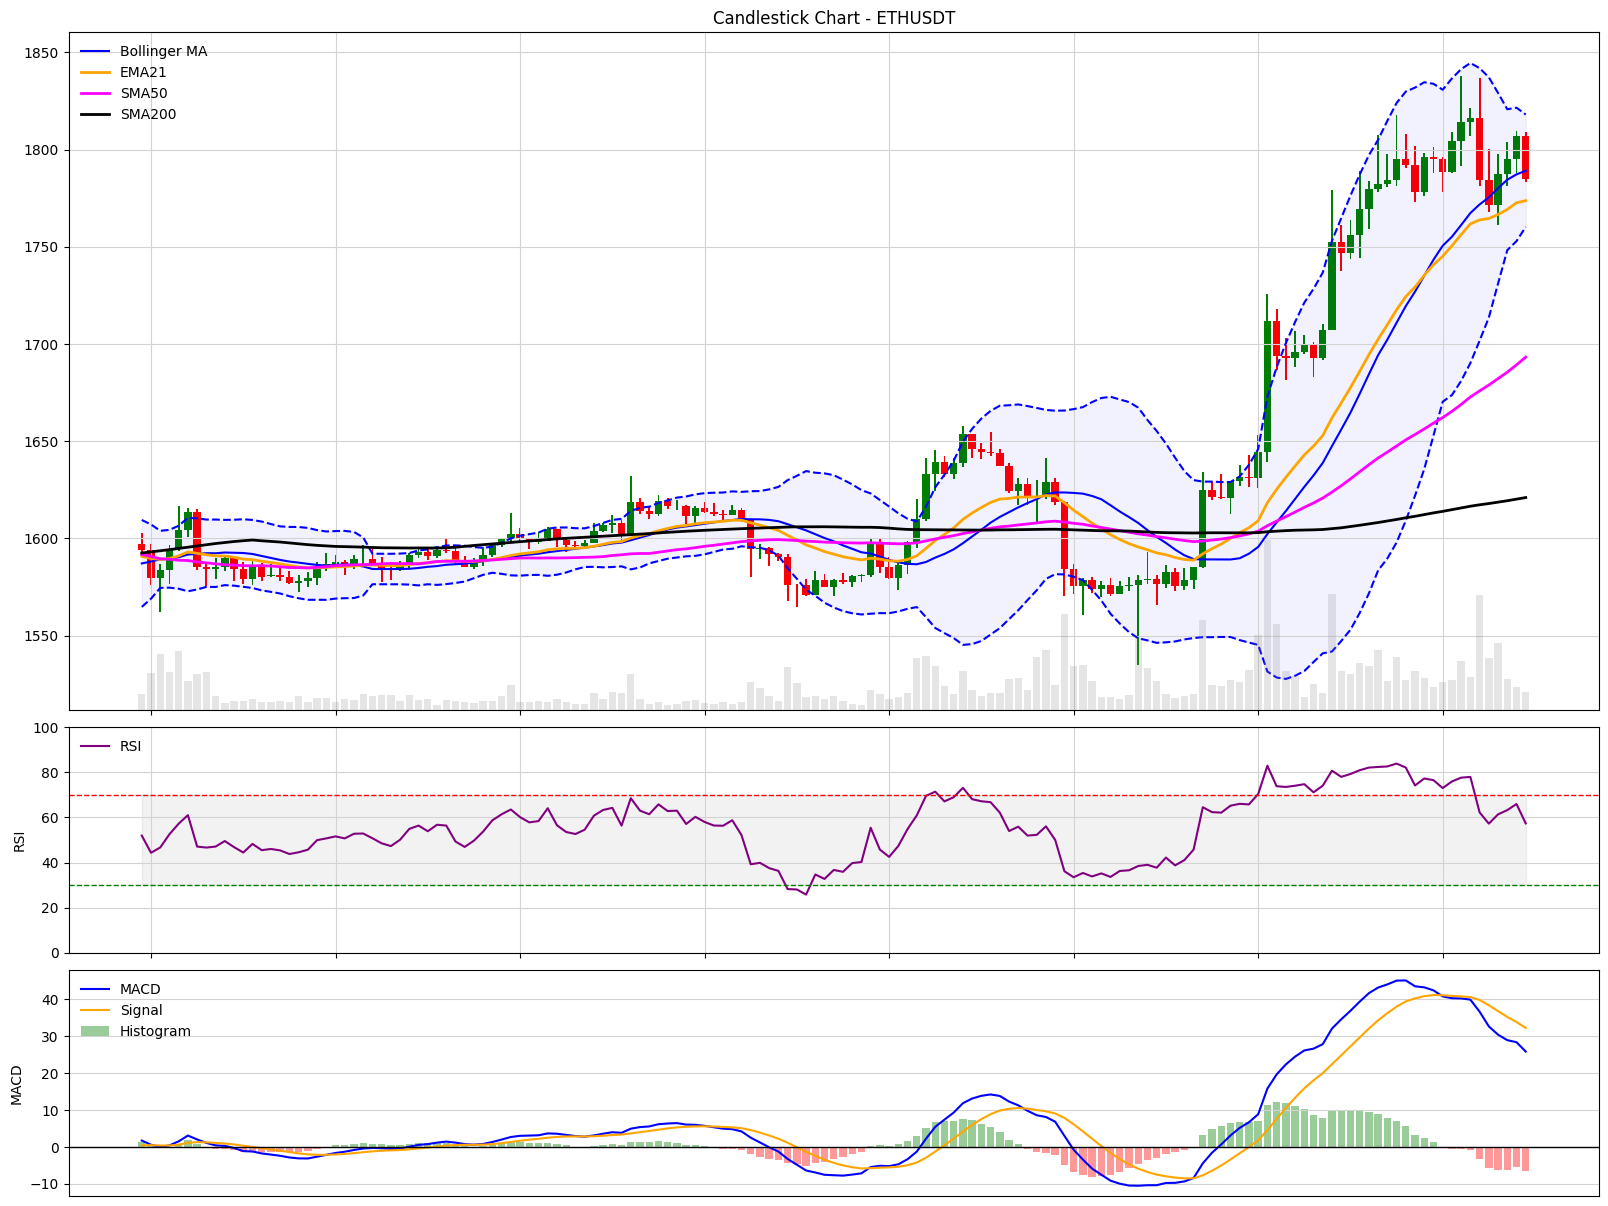 Candlestick Chart - ETHUSDT
Bollinger MA
EMA21
SMA50
SMA200
1850
1800
1750
1700
1650
1600
1550
RSI
RSI
100
80
60
40
20
0
MACD
Signal
Histogram
MACD
40
30
20
10
0
−10